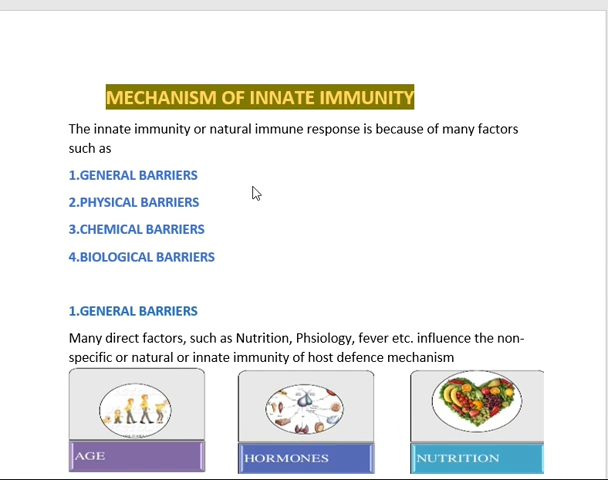 MECHANISM OF INNATE IMMUNITY
The innate immunity or natural immune response is because of many factors
such as
1.GENERAL BARRIERS
2.PHYSICAL BARRIERS
3.CHEMICAL BARRIERS
4.BIOLOGICAL BARRIERS
1.GENERAL BARRIERS
Many direct factors, such as Nutrition, Phsiology, fever etc. influence the non-
specific or natural or innate immunity of host defence mechanism
AGE
HORMONES
NUTRITION